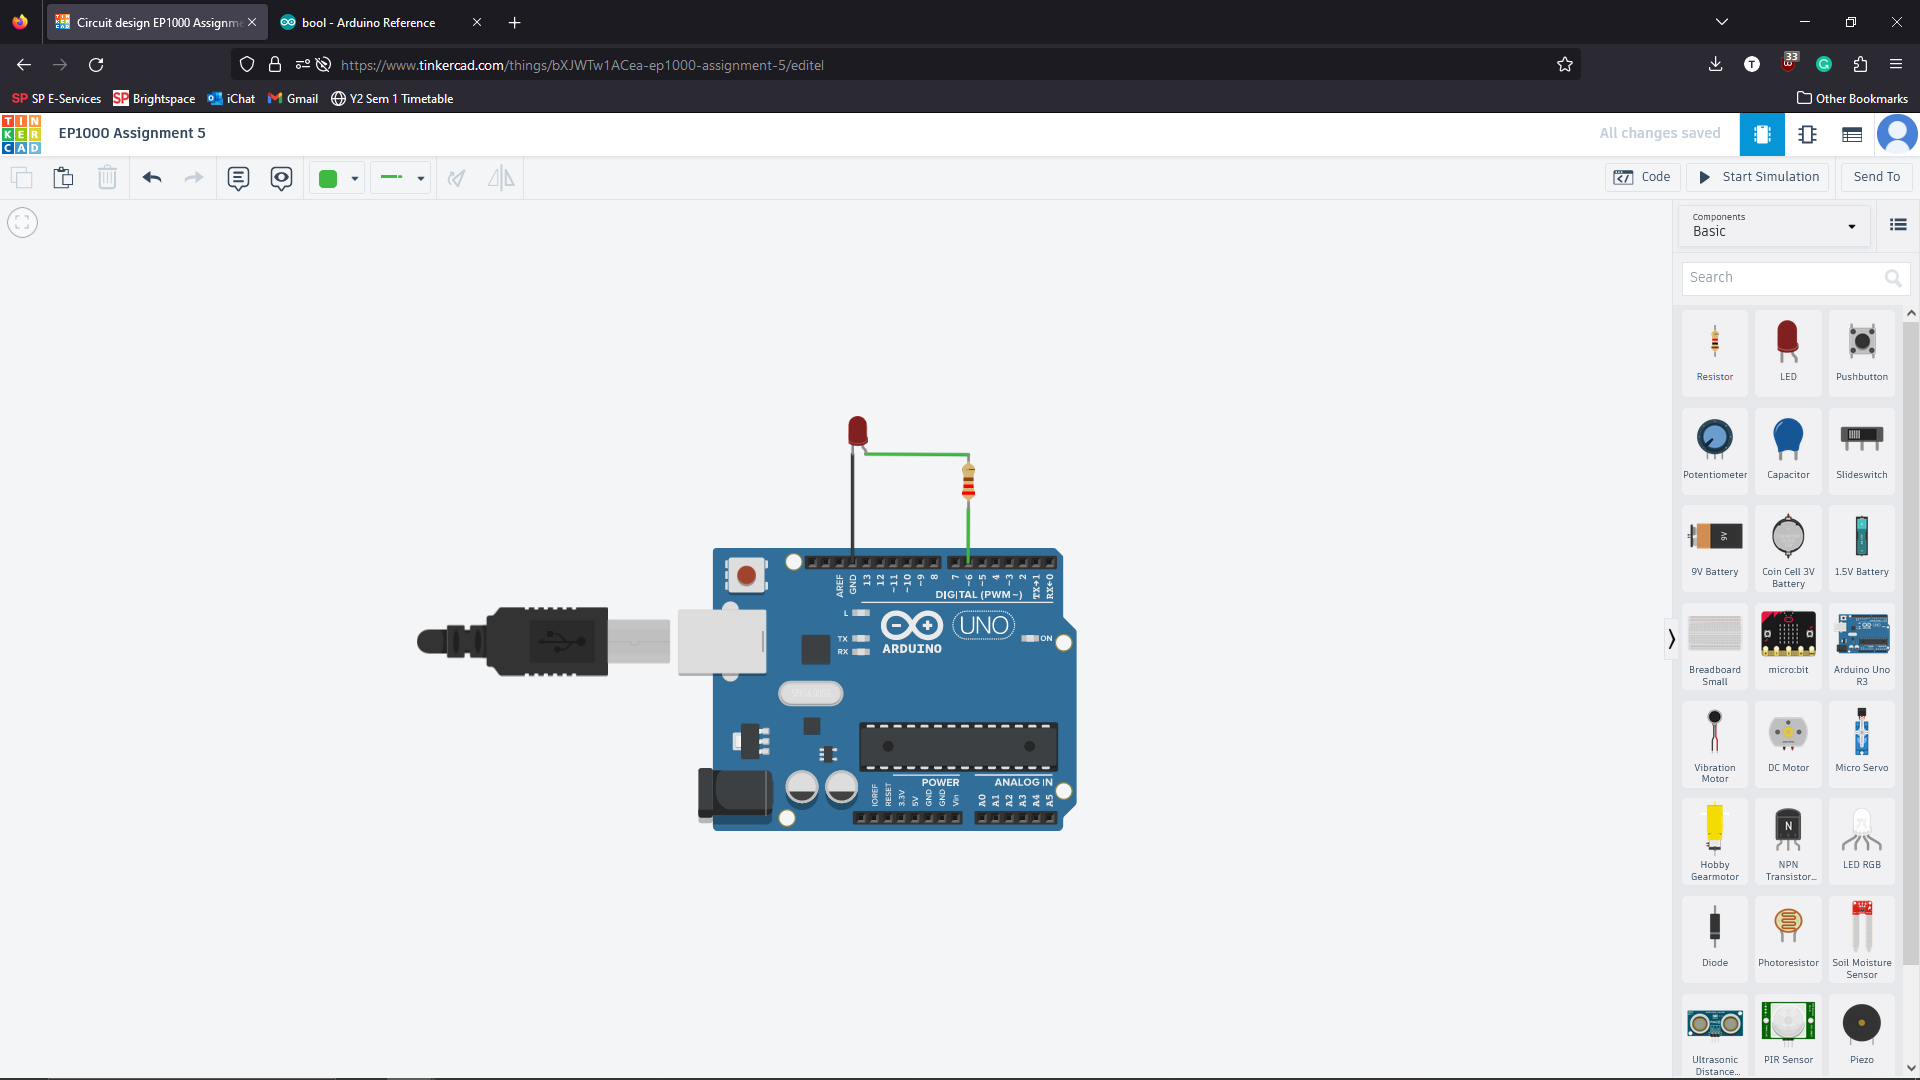 Circuit design EP1000 Assignm
bool - Arduino Reference
https://www.tinkercad.com/things/bXJWTw1ACea-ep1000-assignment-5/editel
33
SP SP E-Services
SP Brightspace
iChat
Gmail
Y2 Sem 1 Timetable
Other Bookmarks
TIN
KER
CAD
EP1000 Assignment 5
All changes saved
Code
Start Simulation
Send To
Components
Basic
Search
Resistor
LED
Pushbutton
Potentiometer
Capacitor
Slideswitch
9V
9V Battery
Coin Cell 3V
Battery
1.5V Battery
Breadboard
Small
micro:bit
Arduino Uno
R3
Vibration
Motor
DC Motor
Micro Servo
Hobby
Gearmotor
N
NPN
Transistor...
LED RGB
Diode
Photoresistor
Soil Moisture
Sensor
Ultrasonic
Distance...
PIR Sensor
Piezo
AREF
GND
13
12
~11
~10
~9
8
7
~6
~5
4
~3
2
TX→1
RX←0
DIGITAL (PWM~)
L
TX
RX
UNO
ON
ARDUINO
POWER
ANALOG IN
IOREF
RESET
3.3V
5V
GND
GND
Vin
A0
A1
A2
A3
A4
A5